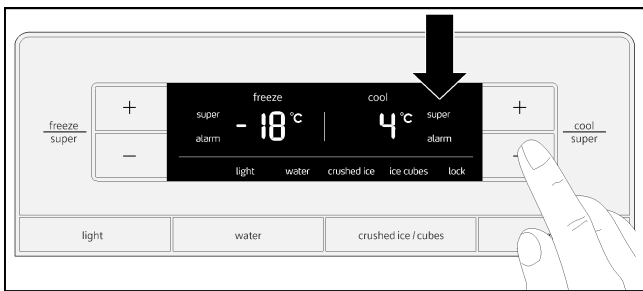 freeze
super
+
—
freeze cool
super - 18 °C 4 °C super
alarm alarm
light water crushed ice ice cubes lock
+
cool
super
light water crushed ice / cubes